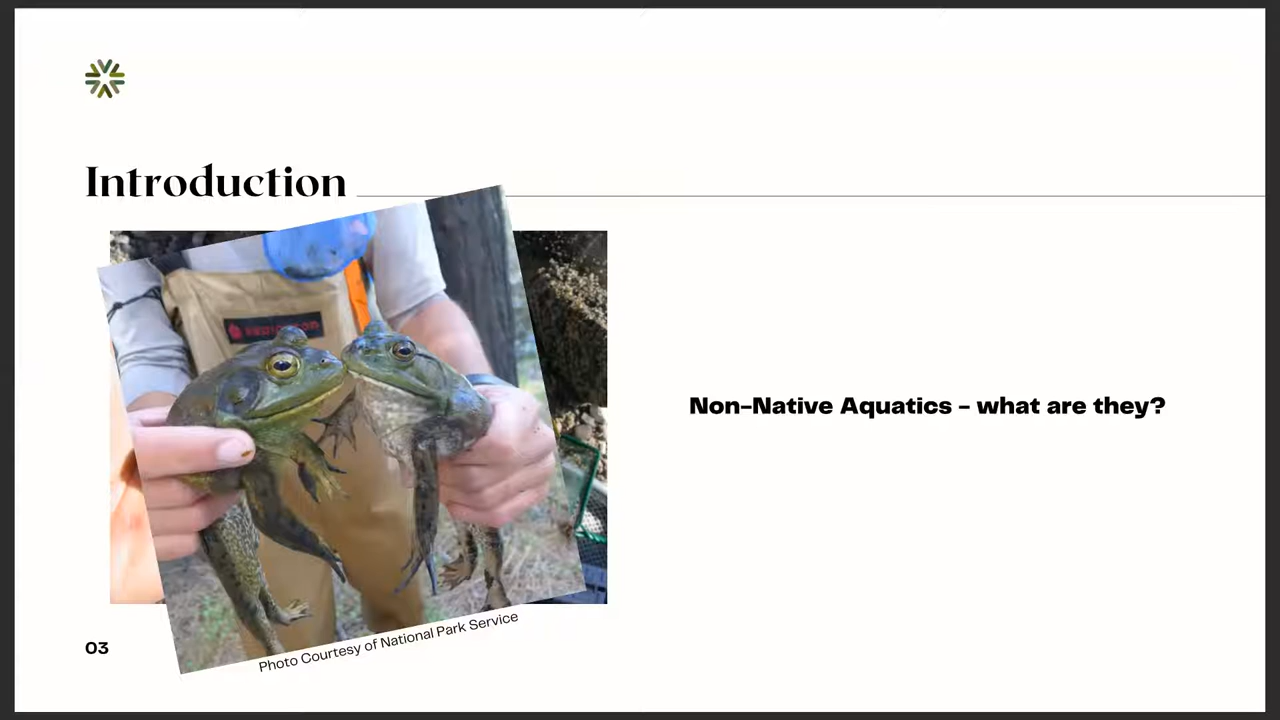 Introduction
Non-Native Aquatics - what are they?
Photo Courtesy of National Park Service
03